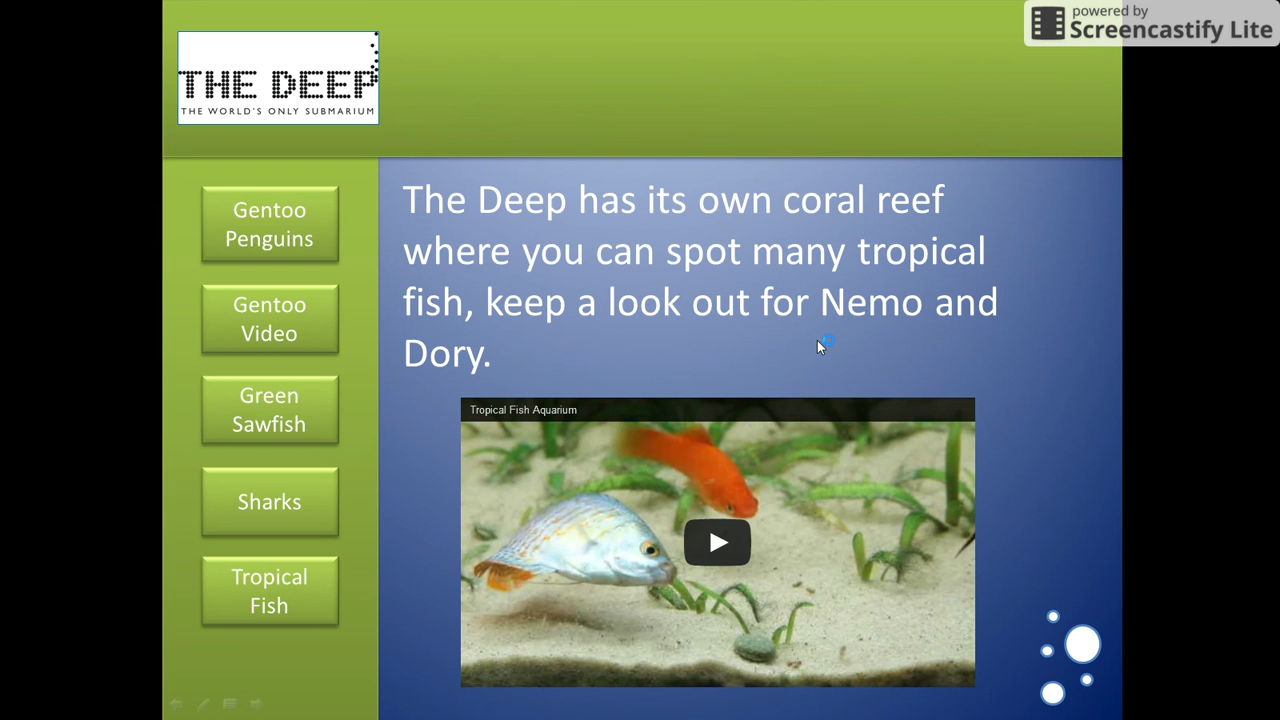 powered by
Screencastify Lite
THE DEEP
THE WORLD'S ONLY SUBMARIUM
Gentoo
Penguins
Gentoo
Video
Green
Sawfish
Sharks
Tropical
Fish
The Deep has its own coral reef
where you can spot many tropical
fish, keep a look out for Nemo and
Dory.
Tropical Fish Aquarium